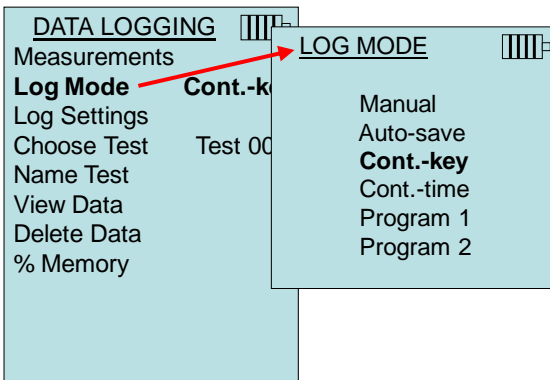 DATA LOGGING
Measurements
Log Mode Cont.-k
Log Settings
Choose Test Test 00
Name Test
View Data
Delete Data
% Memory
LOG MODE
Manual
Auto-save
Cont.-key
Cont.-time
Program 1
Program 2